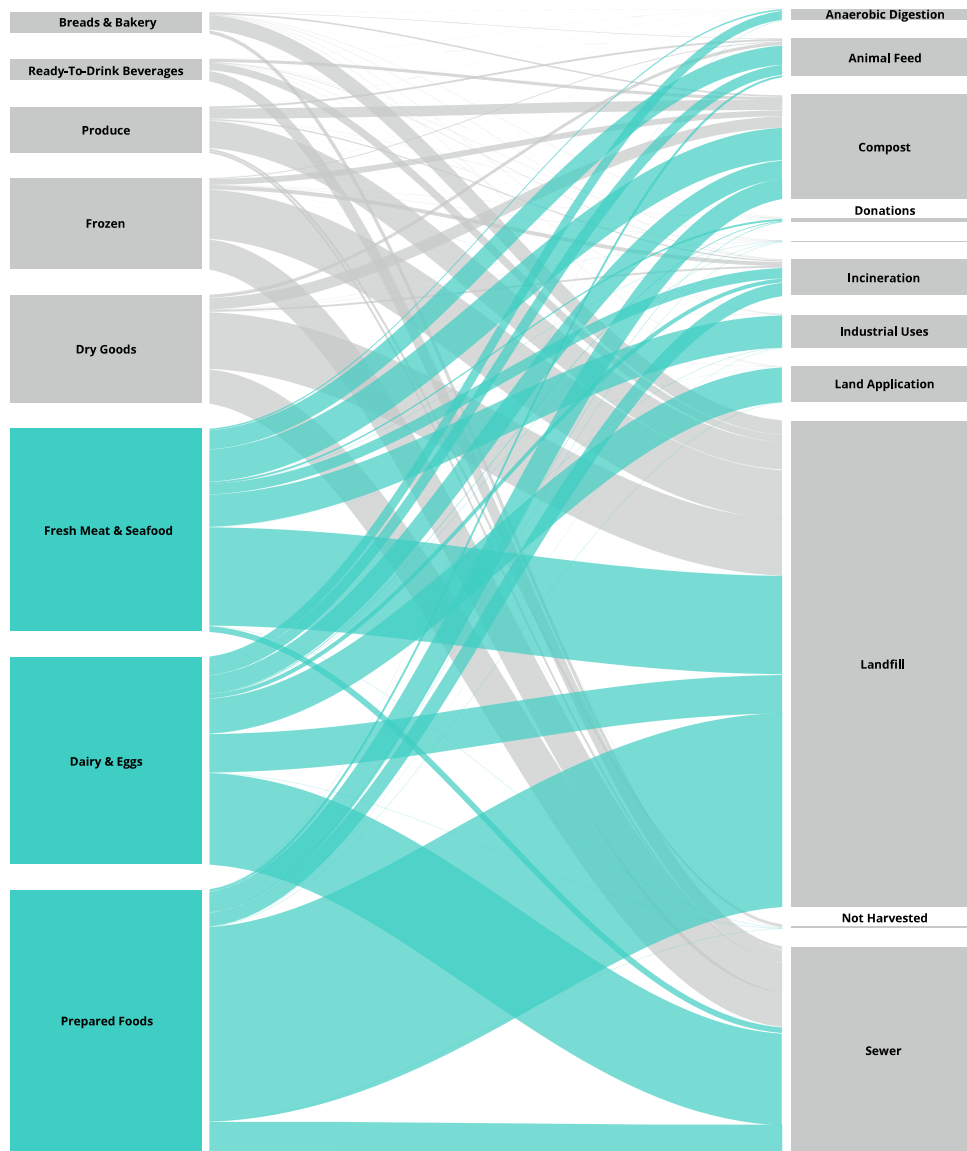 Breads & Bakery
Ready-To-Drink Beverages
Produce
Frozen
Dry Goods
Fresh Meat & Seafood
Dairy & Eggs
Prepared Foods
Anaerobic Digestion
Animal Feed
Compost
Donations
Incineration
Industrial Uses
Land Application
Landfill
Not Harvested
Sewer